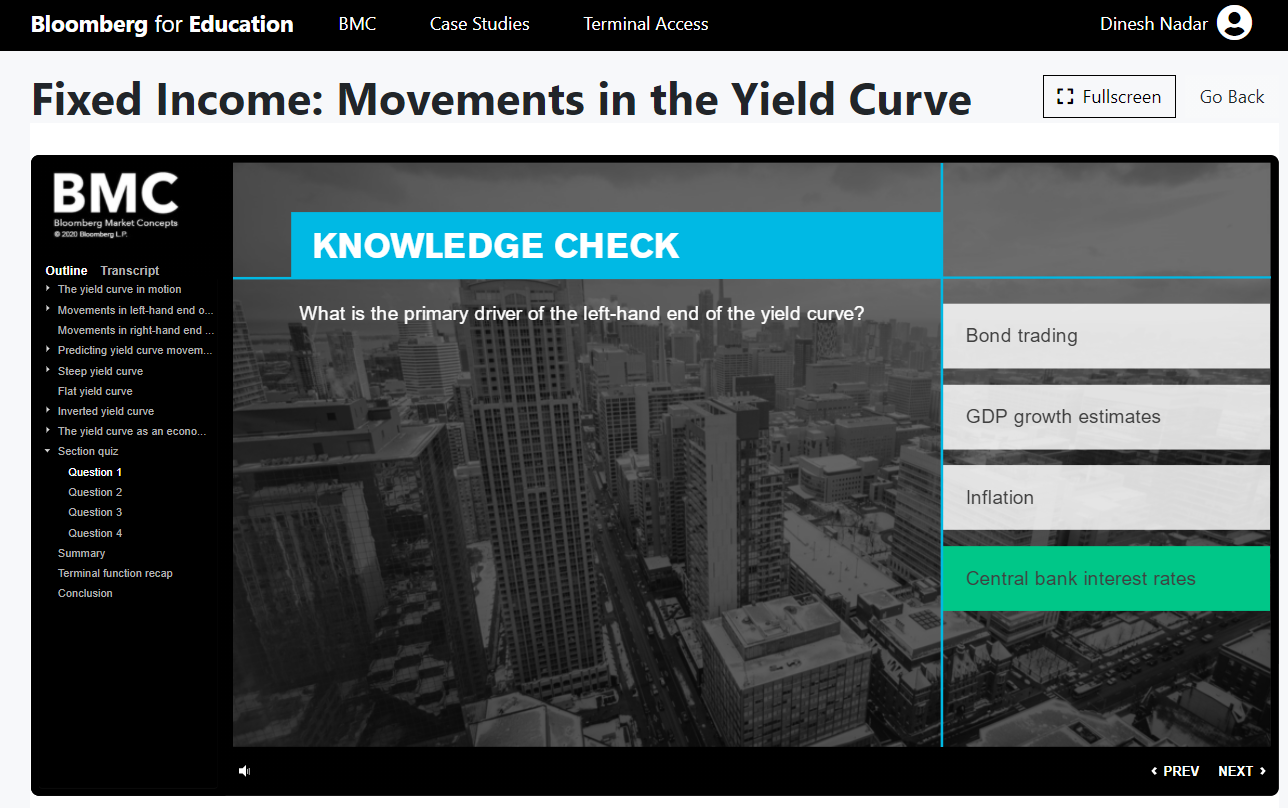 Bloomberg for Education
BMC
Case Studies
Terminal Access
Dinesh Nadar
Fixed Income: Movements in the Yield Curve
Fullscreen
Go Back
BMC
Bloomberg Market Concepts
© 2020 Bloomberg L.P.
Outline
Transcript
The yield curve in motion
Movements in left-hand end o...
Movements in right-hand end ...
Predicting yield curve movem...
Steep yield curve
Flat yield curve
Inverted yield curve
The yield curve as an econo...
Section quiz
Question 1
Question 2
Question 3
Question 4
Summary
Terminal function recap
Conclusion
KNOWLEDGE CHECK
What is the primary driver of the left-hand end of the yield curve?
Bond trading
GDP growth estimates
Inflation
Central bank interest rates
PREV
NEXT